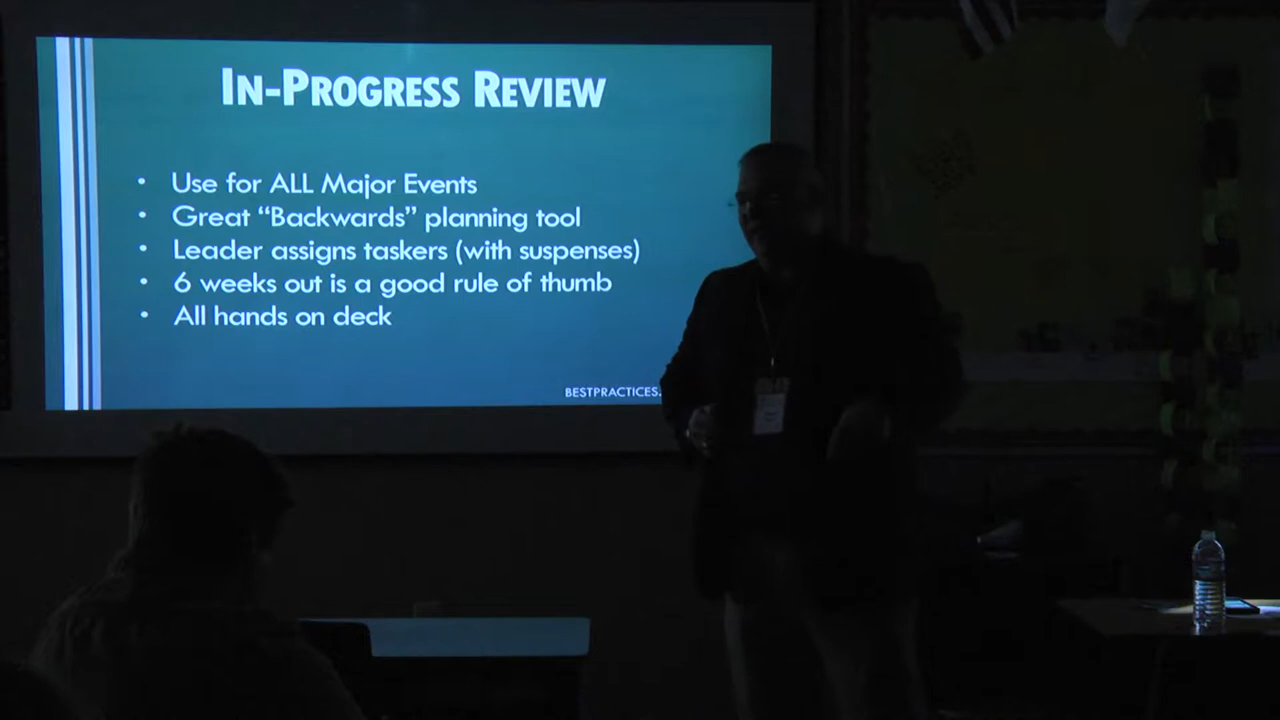 IN-PROGRESS REVIEW
• Use for ALL Major Events
• Great “Backwards” planning tool
• Leader assigns taskers (with suspenses)
• 6 weeks out is a good rule of thumb
• All hands on deck
BESTPRACTICES.